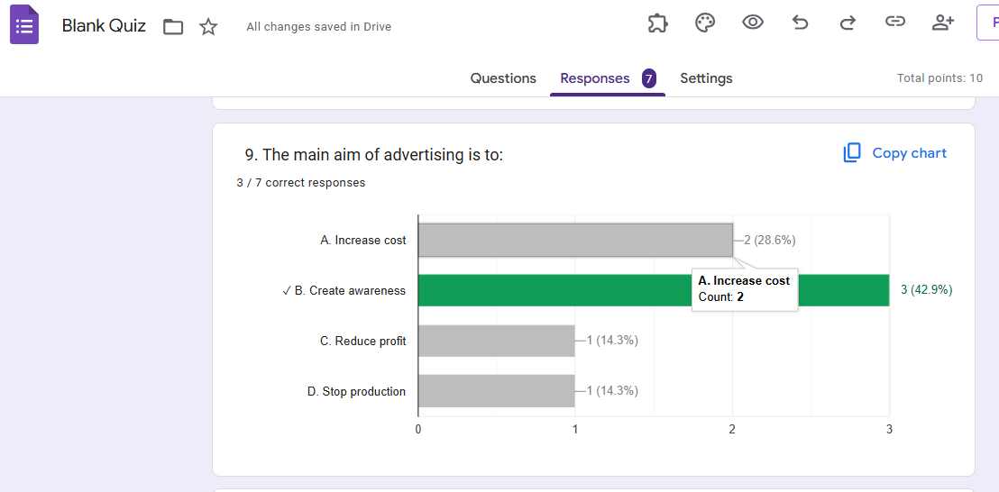 Blank Quiz
All changes saved in Drive
P
Questions
Responses 7
Settings
Total points: 10
9. The main aim of advertising is to:
Copy chart
3 / 7 correct responses
A. Increase cost
2 (28.6%)
A. Increase cost
Count: 2
✓ B. Create awareness
3 (42.9%)
C. Reduce profit
1 (14.3%)
D. Stop production
1 (14.3%)
0 1 2 3